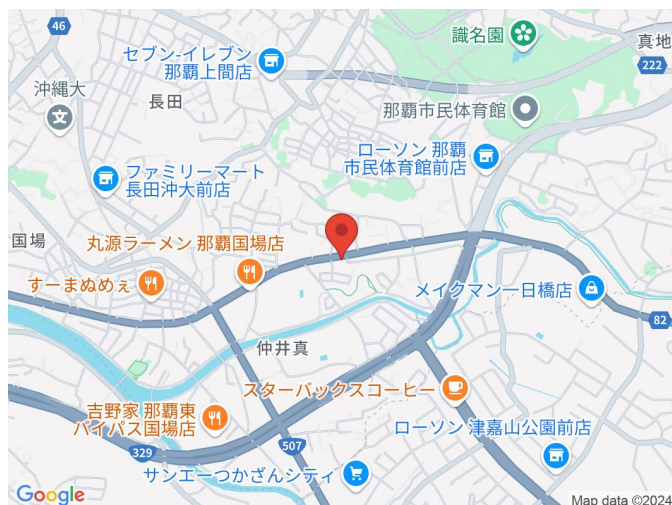 46
識名園
真地
222
セブン-イレブン
那覇上間店
長田
沖縄大
那覇市民体育館
ローソン 那覇
市民体育館前店
ファミリーマート
長田沖大前店
国場
丸源ラーメン 那覇国場店
すーまぬめぇ
メイクマン一日橋店
82
仲井真
スターバックスコーヒー
吉野家 那覇東
バイパス国場店
ローソン 津嘉山公園前店
507
329
サンエーつかざんシティ
Google
Map data ©2024